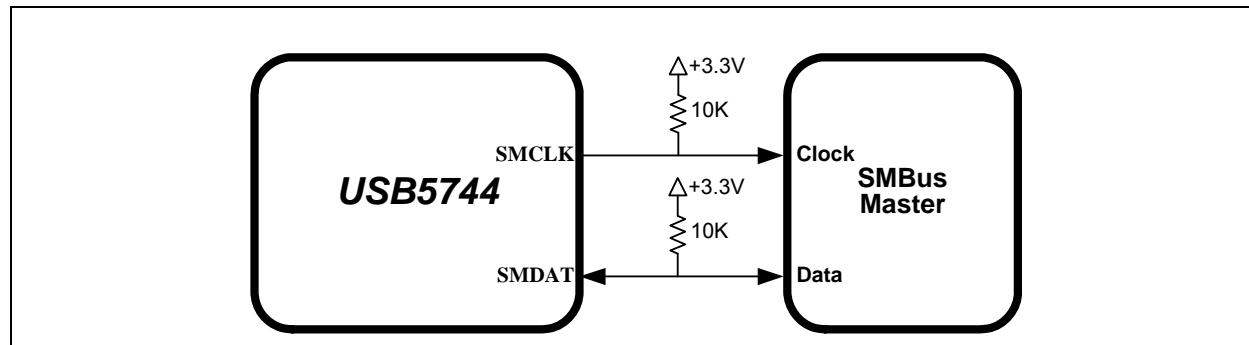 +3.3V
10K
SMCLK
Clock
USB5744
SMBus
Master
+3.3V
10K
SMDAT
Data